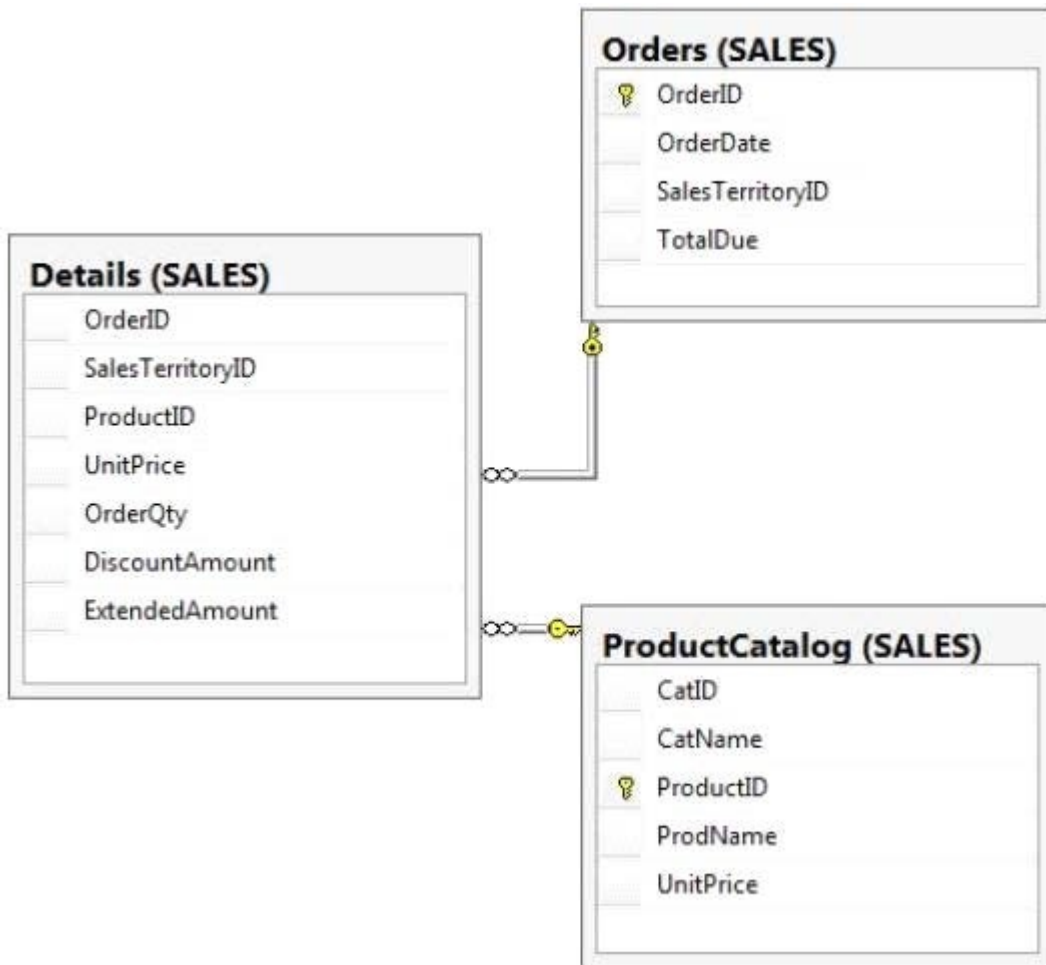 Orders (SALES)
OrderID
OrderDate
SalesTerritoryID
TotalDue
Details (SALES)
OrderID
SalesTerritoryID
ProductID
UnitPrice
OrderQty
DiscountAmount
ExtendedAmount
ProductCatalog (SALES)
CatID
CatName
ProductID
ProdName
UnitPrice